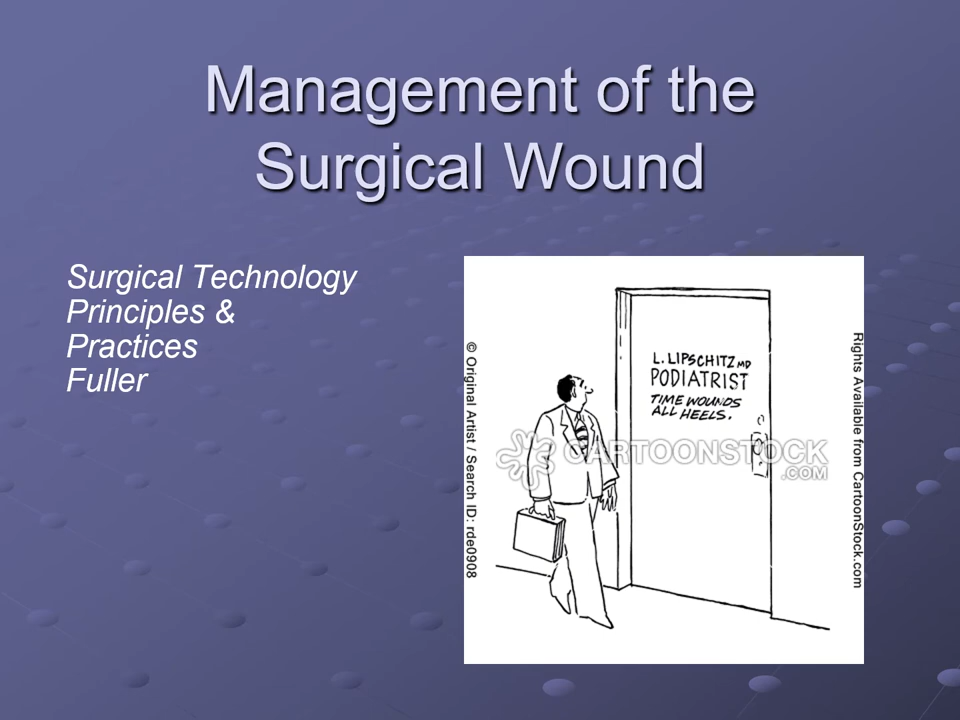 Management of the
Surgical Wound
Surgical Technology
Principles &
Practices
Fuller
L. LIPSCHITZ MD
PODIATRIST
TIME WOUNDS
ALL HEELS.
CARTOONSTOCK
.COM
© Original Artist / Search ID: rde0908
Rights Available from CartoonStock.com